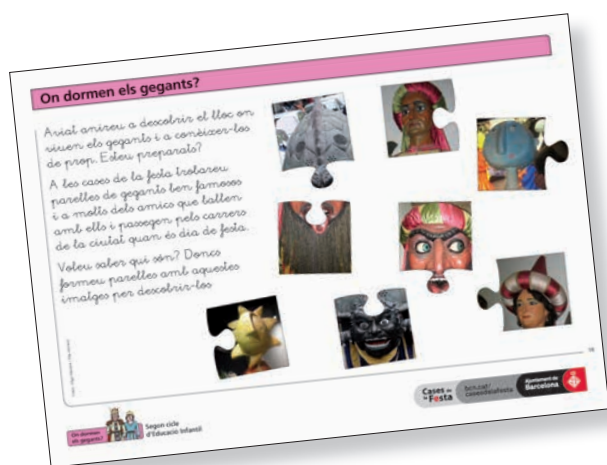 On dormen els gegants?
Aviat anireu a descobrir el lloc on
viuen els gegants i a conèixer-los
de prop. Esteu preparats?
A les cases de la festa trobareu
parelles de gegants ben famosos
i a molts dels amics que ballen
amb ells i passegen pels carrers
de la ciutat quan és dia de festa.
Voleu saber qui són? Doncs
formeu parelles amb aquestes
imatges per descobrir-los
On dormen
els gegants?
Segon cicle
d'Educació Infantil
Cases de
la Festa
bcn.cat/
casesdelafesta
Ajuntament de
Barcelona